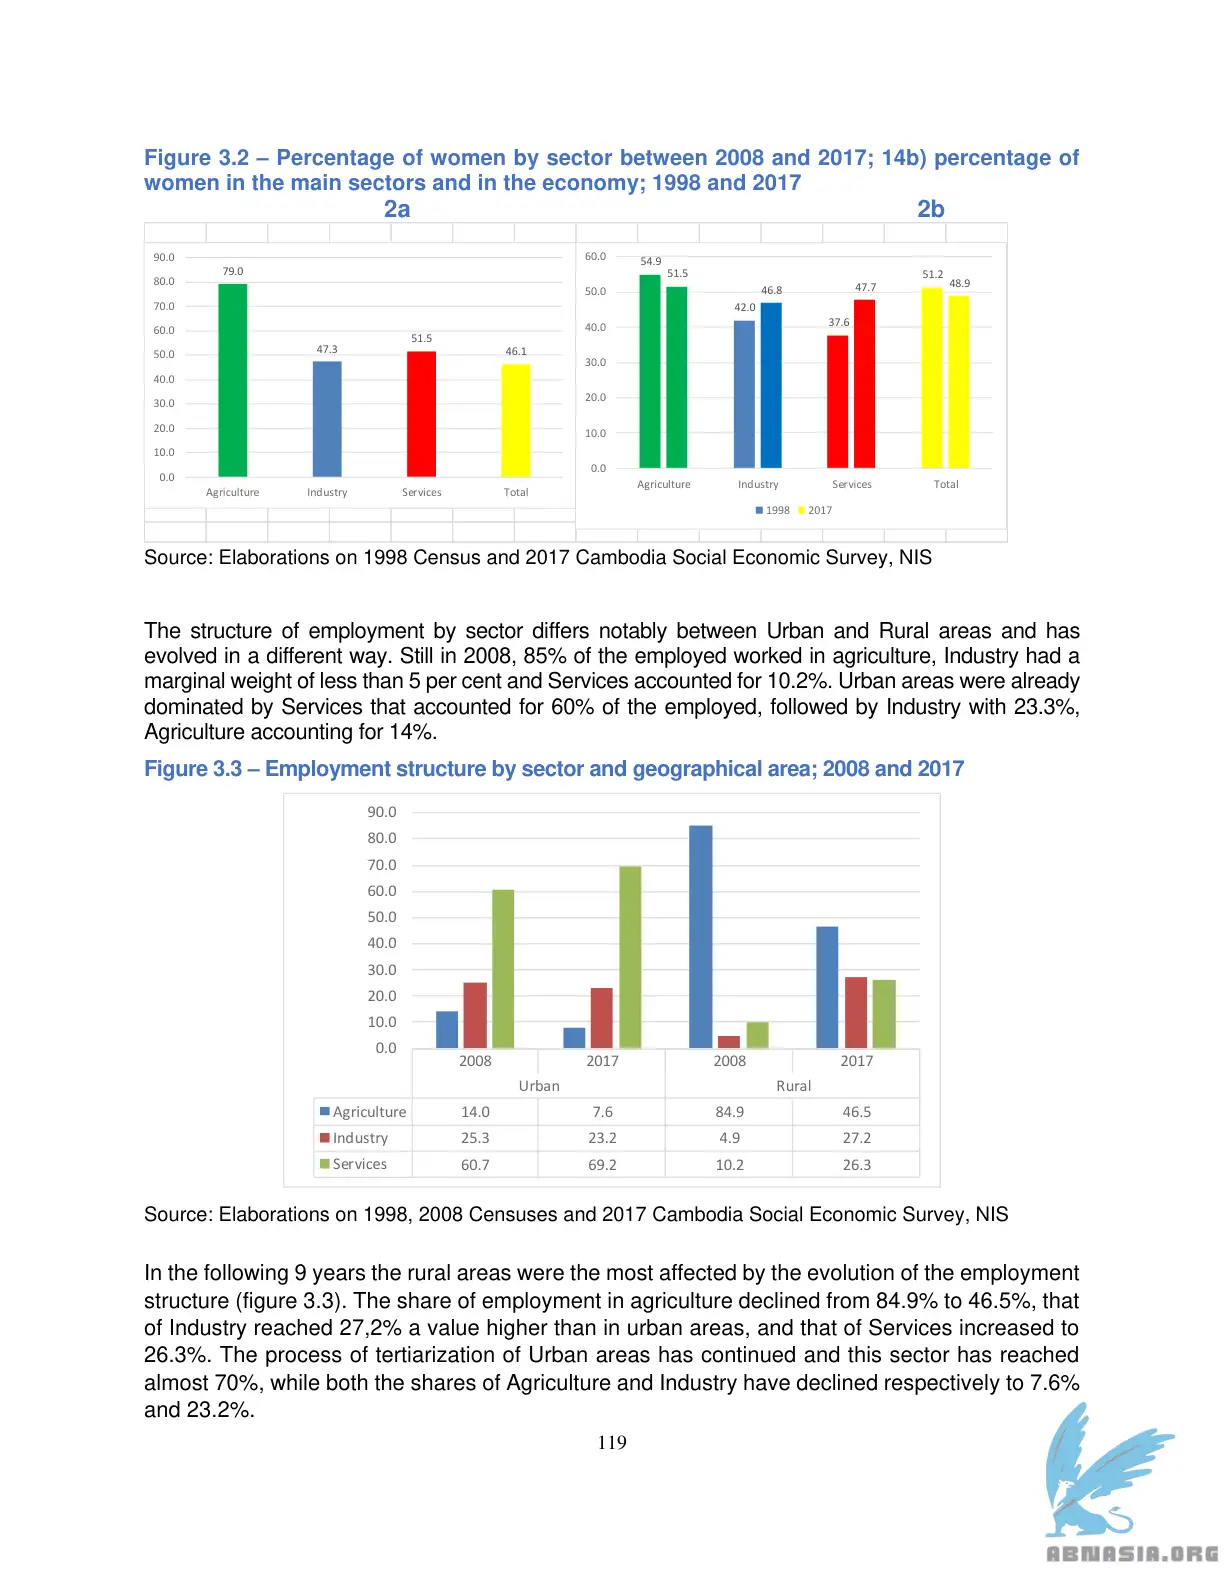 Figure 3.2 – Percentage of women by sector between 2008 and 2017; 14b) percentage of
women in the main sectors and in the economy; 1998 and 2017
2a 2b
90.0
80.0
70.0
60.0
50.0
40.0
30.0
20.0
10.0
0.0
79.0
47.3
51.5
46.1
Agriculture Industry Services Total
60.0
50.0
40.0
30.0
20.0
10.0
0.0
54.9
51.5
42.0
46.8
37.6
47.7
51.2
48.9
Agriculture Industry Services Total
1998 2017
Source: Elaborations on 1998 Census and 2017 Cambodia Social Economic Survey, NIS
The structure of employment by sector differs notably between Urban and Rural areas and has
evolved in a different way. Still in 2008, 85% of the employed worked in agriculture, Industry had a
marginal weight of less than 5 per cent and Services accounted for 10.2%. Urban areas were already
dominated by Services that accounted for 60% of the employed, followed by Industry with 23.3%,
Agriculture accounting for 14%.
Figure 3.3 – Employment structure by sector and geographical area; 2008 and 2017
90.0
80.0
70.0
60.0
50.0
40.0
30.0
20.0
10.0
0.0
2008 2017 2008 2017
Urban Rural
Agriculture 14.0 7.6 84.9 46.5
Industry 25.3 23.2 4.9 27.2
Services 60.7 69.2 10.2 26.3
Source: Elaborations on 1998, 2008 Censuses and 2017 Cambodia Social Economic Survey, NIS
In the following 9 years the rural areas were the most affected by the evolution of the employment
structure (figure 3.3). The share of employment in agriculture declined from 84.9% to 46.5%, that
of Industry reached 27,2% a value higher than in urban areas, and that of Services increased to
26.3%. The process of tertiarization of Urban areas has continued and this sector has reached
almost 70%, while both the shares of Agriculture and Industry have declined respectively to 7.6%
and 23.2%.
119
ABNASIA.ORG